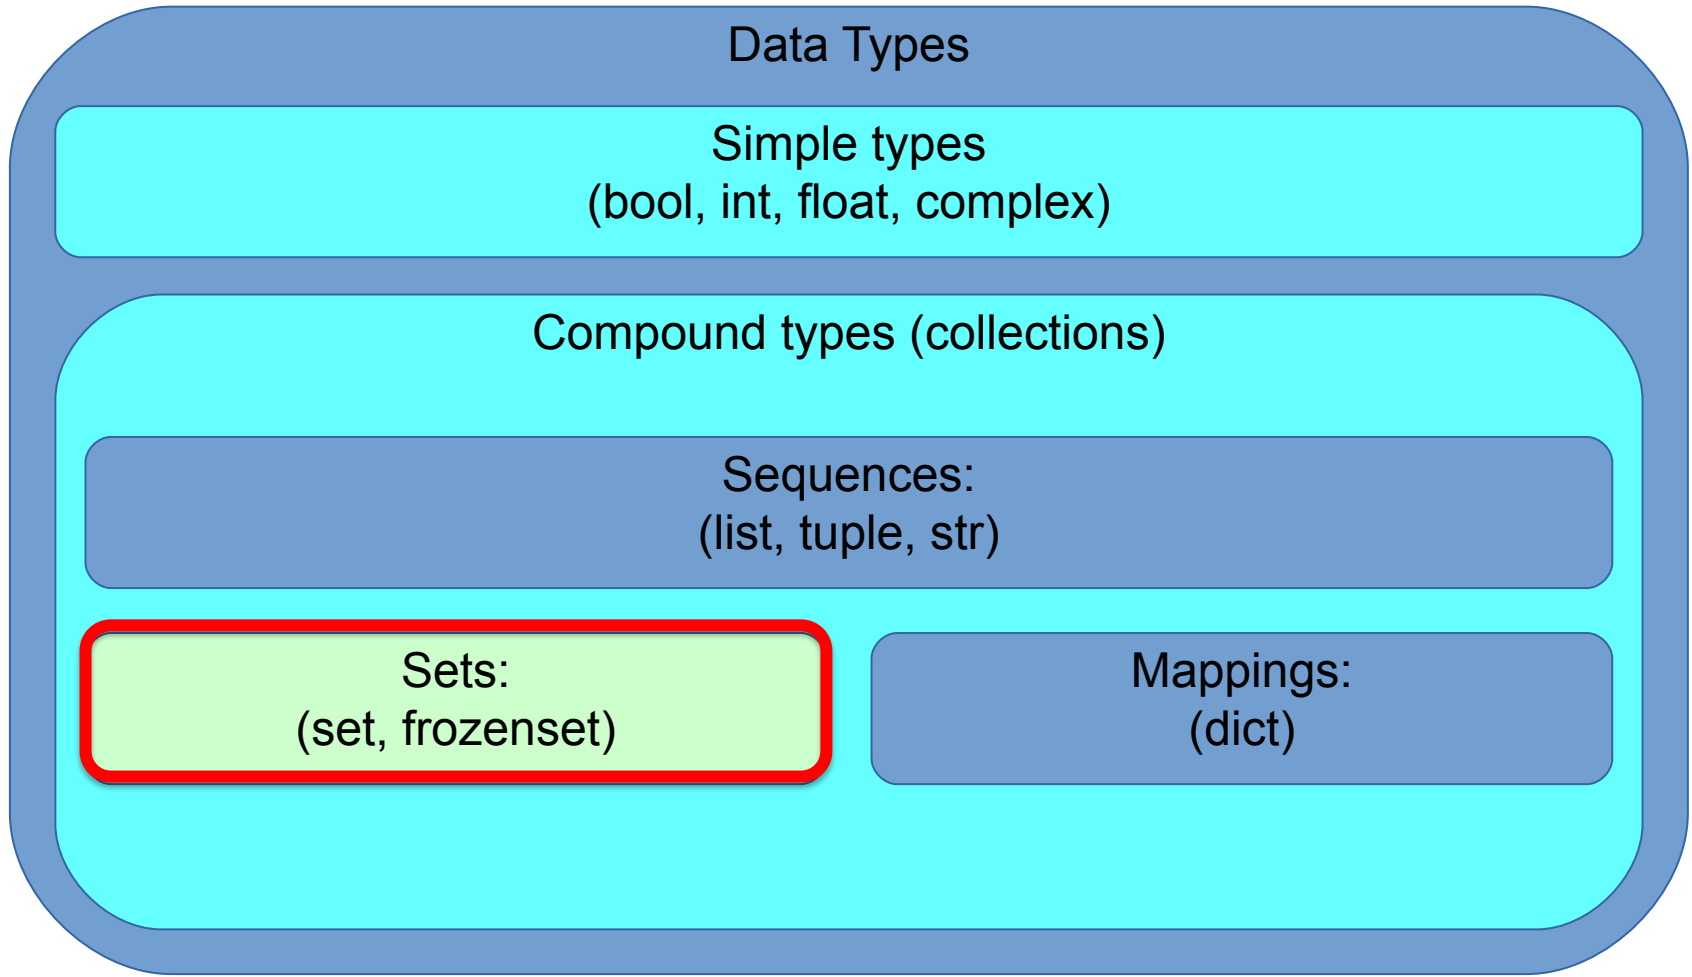 Data Types
Simple types
(bool, int, float, complex)
Compound types (collections)
Sequences:
(list, tuple, str)
Sets:
(set, frozenset)
Mappings:
(dict)